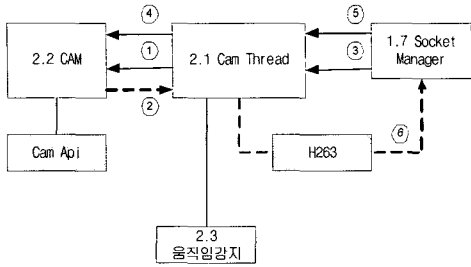 ④
⑤
2.2 CAM
①
2.1 Cam Thread
③
1.7 Socket
Manager
②
⑥
Cam Api
H263
2.3
움직임감지